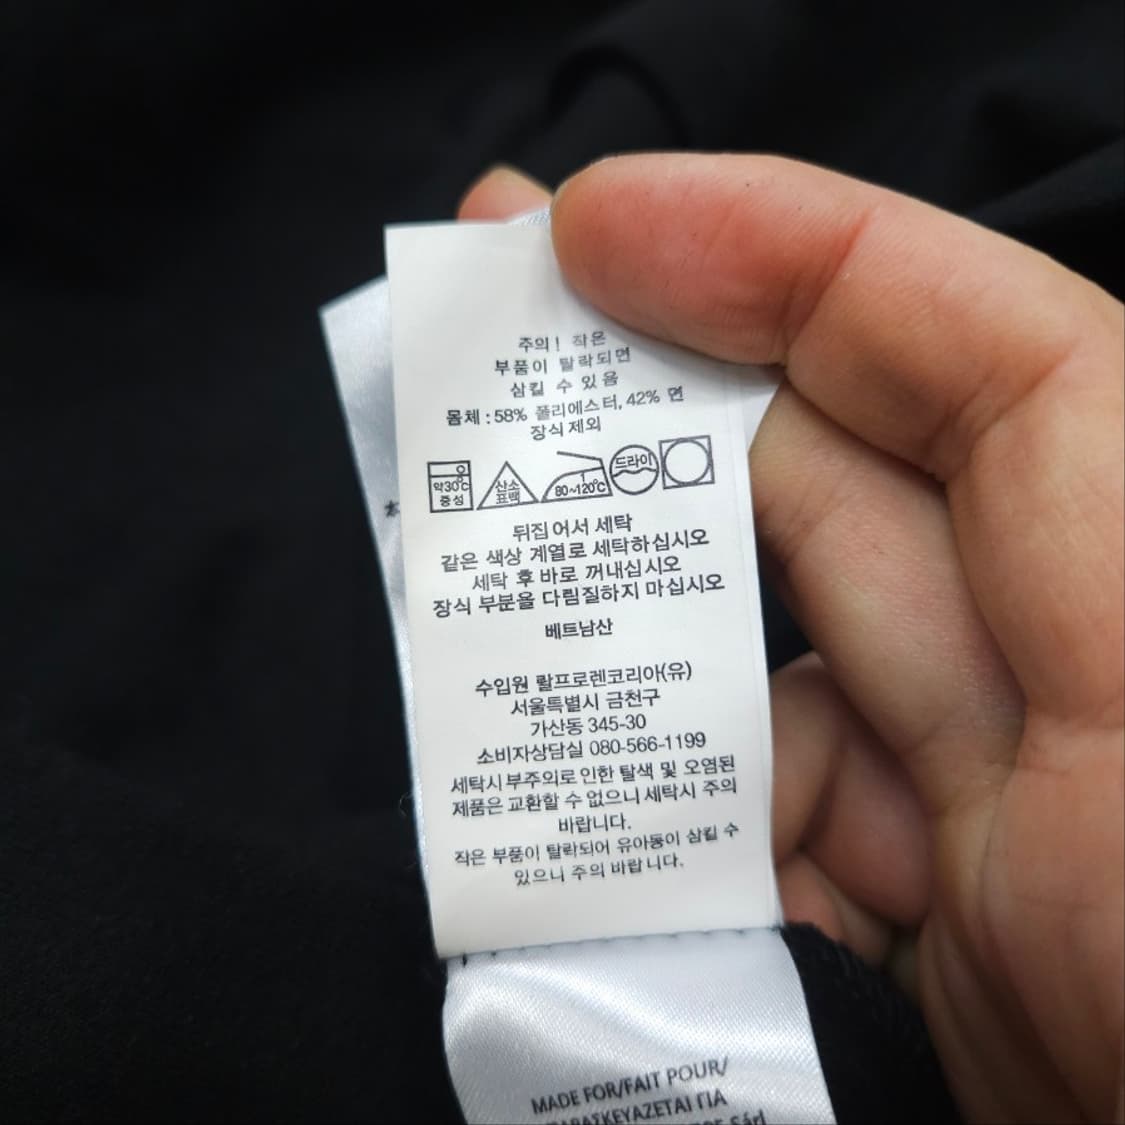 주의! 작은
부품이 탈락되면
삼킬 수 있음
몸체 : 58% 폴리에스터, 42% 면
장식 제외
약30℃
중성
산소
표백
1
80~120℃
드라이
뒤집어서 세탁
같은 색상 계열로 세탁하십시오
세탁 후 바로 꺼내십시오
장식 부분을 다림질하지 마십시오
베트남산
수입원 랄프로렌코리아(유)
서울특별시 금천구
가산동 345-30
소비자상담실 080-566-1199
세탁시 부주의로 인한 탈색 및 오염된
제품은 교환할 수 없으니 세탁시 주의
바랍니다.
작은 부품이 탈락되어 유아동이 삼킬 수
있으니 주의 바랍니다.
MADE FOR/FAIT POUR/
ΠΑΡΑΣΚΕΥΑΖΕΤΑΙ ΓΙΑ
Sárl